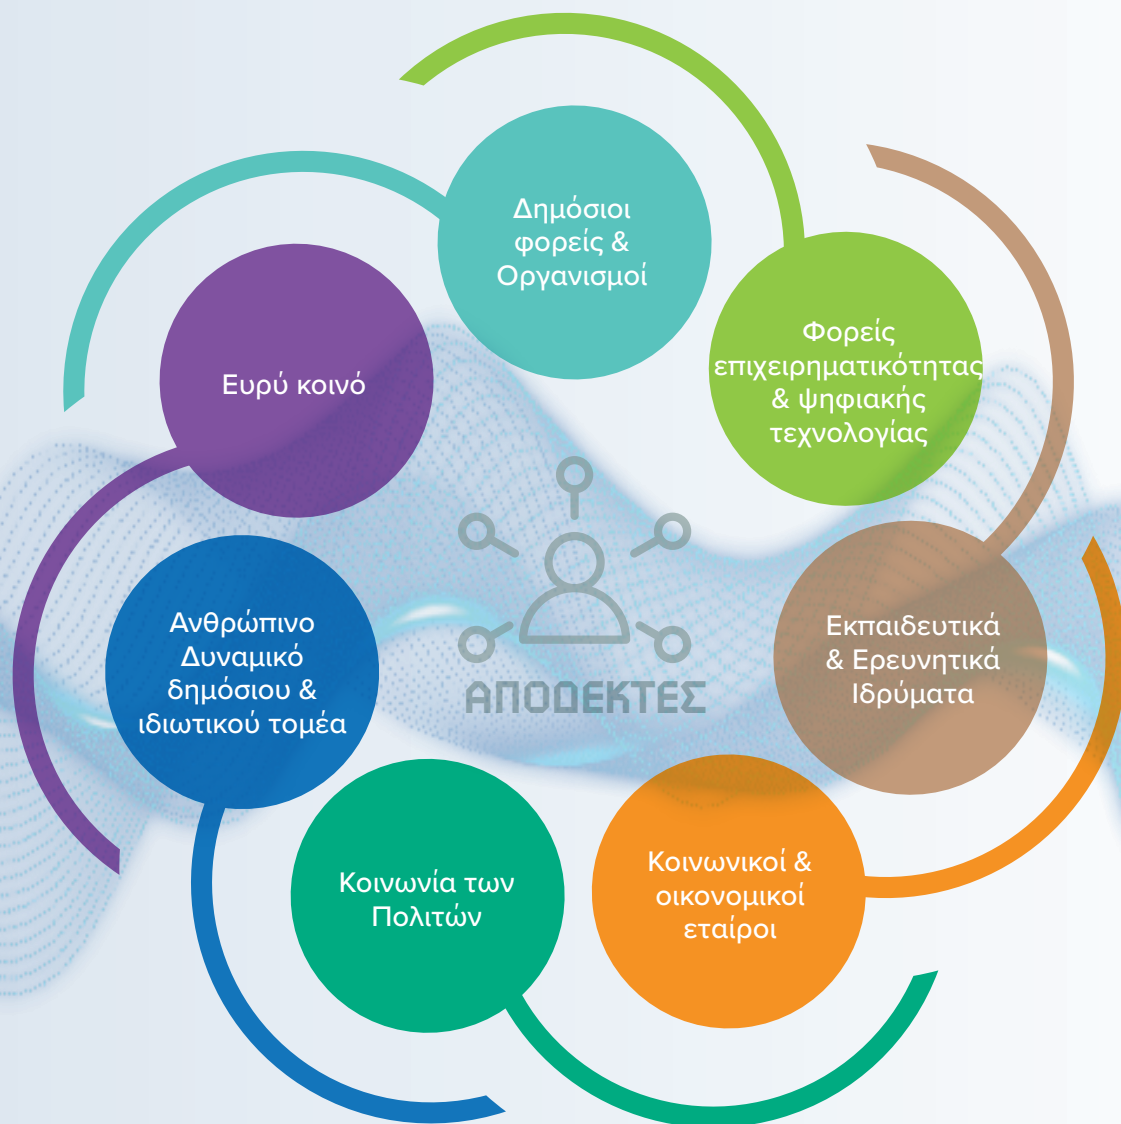 Δημόσιοι
φορείς &
Οργανισμοί
Φορείς
επιχειρηματικότητας
& ψηφιακής
τεχνολογίας
Ευρύ κοινό
Εκπαιδευτικά
& Ερευνητικά
Ιδρύματα
Ανθρώπινο
Δυναμικό
δημόσιου &
ιδιωτικού τομέα
ΑΠΟΔΕΚΤΕΣ
Κοινωνικοί &
οικονομικοί
εταίροι
Κοινωνία των
Πολιτών